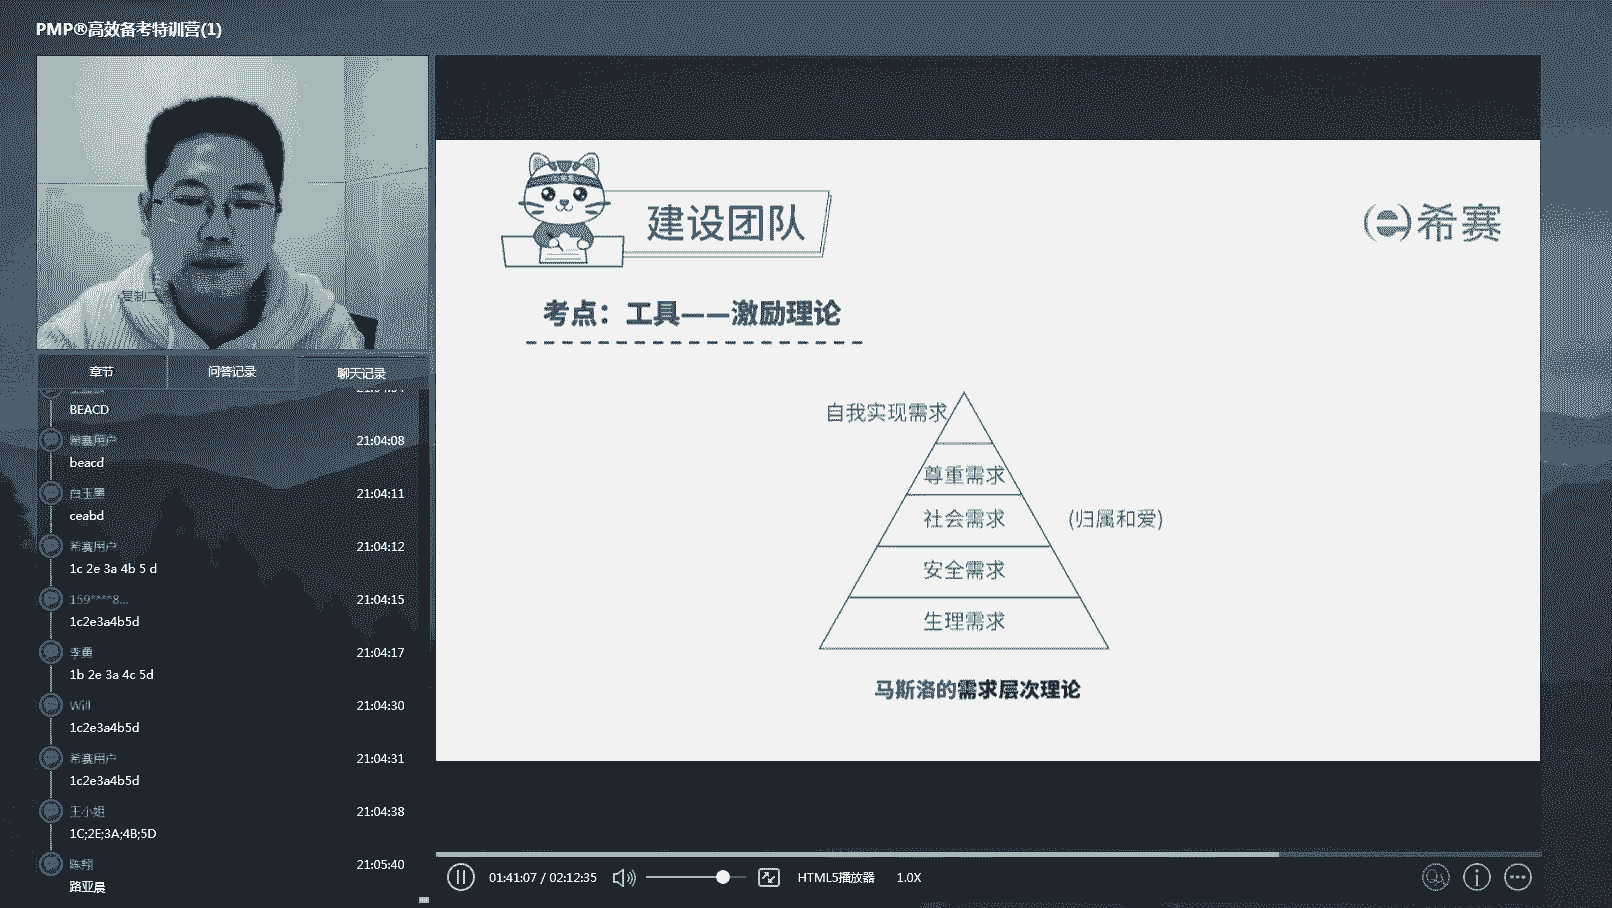 PMP®高效备考特训营(1)
章节
问答记录
聊天记录
BEACD
希赛用户
21:04:08
beacd
白玉墨
21:04:11
ceabd
希赛用户
21:04:12
1c 2e 3a 4b 5 d
159****8...
21:04:15
1c2e3a4b5d
21:04:17
1b 2e 3a 4c 5d
Will
21:04:30
1c2e3a4b5d
希赛用户
21:04:31
1c2e3a4b5d
王小姐
21:04:38
1C;2E;3A;4B;5D
陈翔
21:05:40
路亚晨
建设团队
希赛
考点：工具——激励理论
自我实现需求
尊重需求
社会需求
(归属和爱)
安全需求
生理需求
马斯洛的需求层次理论
01:41:07 / 02:12:35
HTML5播放器
1.0X